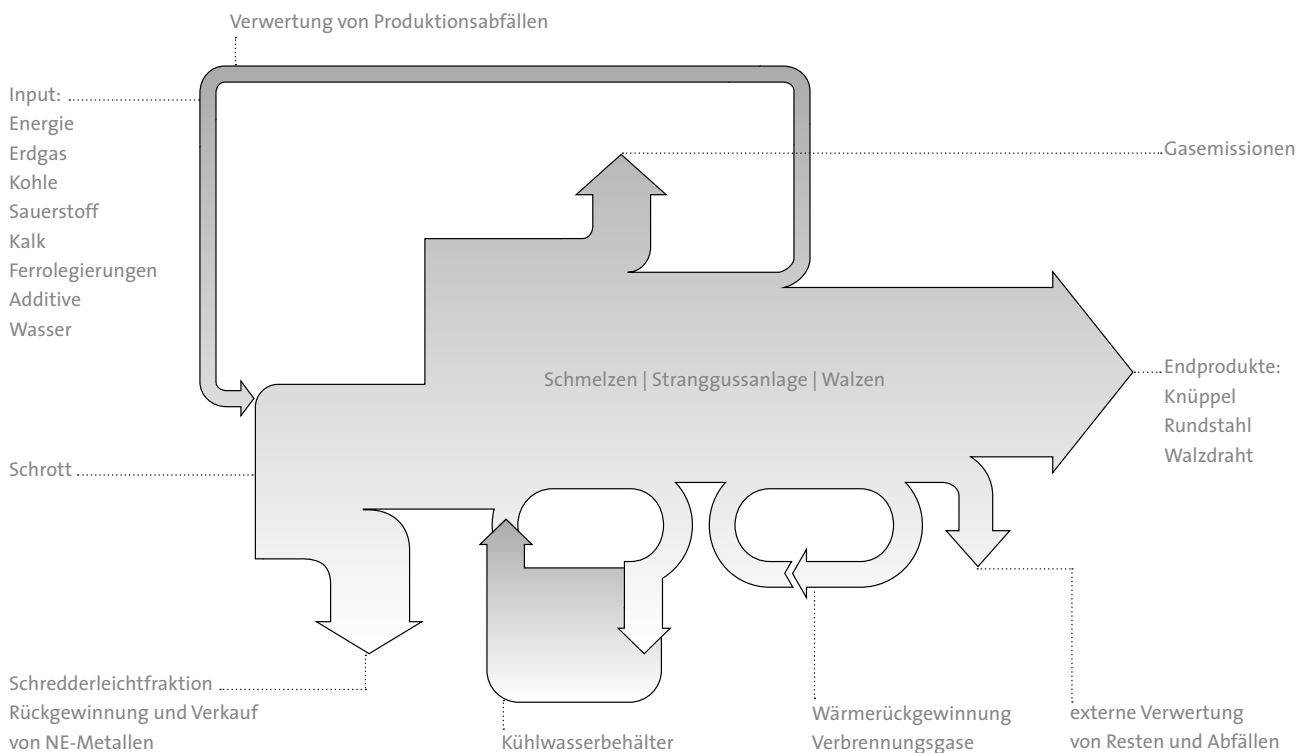 Verwertung von Produktionsabfällen
Input:
Energie
Erdgas
Kohle
Sauerstoff
Kalk
Ferrolegierungen
Additive
Wasser
Gasemissionen
Schmelzen | Stranggussanlage | Walzen
Endprodukte:
Knüppel
Rundstahl
Walzdraht
Schrott
Schredderleichtfraktion
Rückgewinnung und Verkauf
von NE-Metallen
Kühlwasserbehälter
Wärmerückgewinnung
Verbrennungsgase
externe Verwertung
von Resten und Abfällen